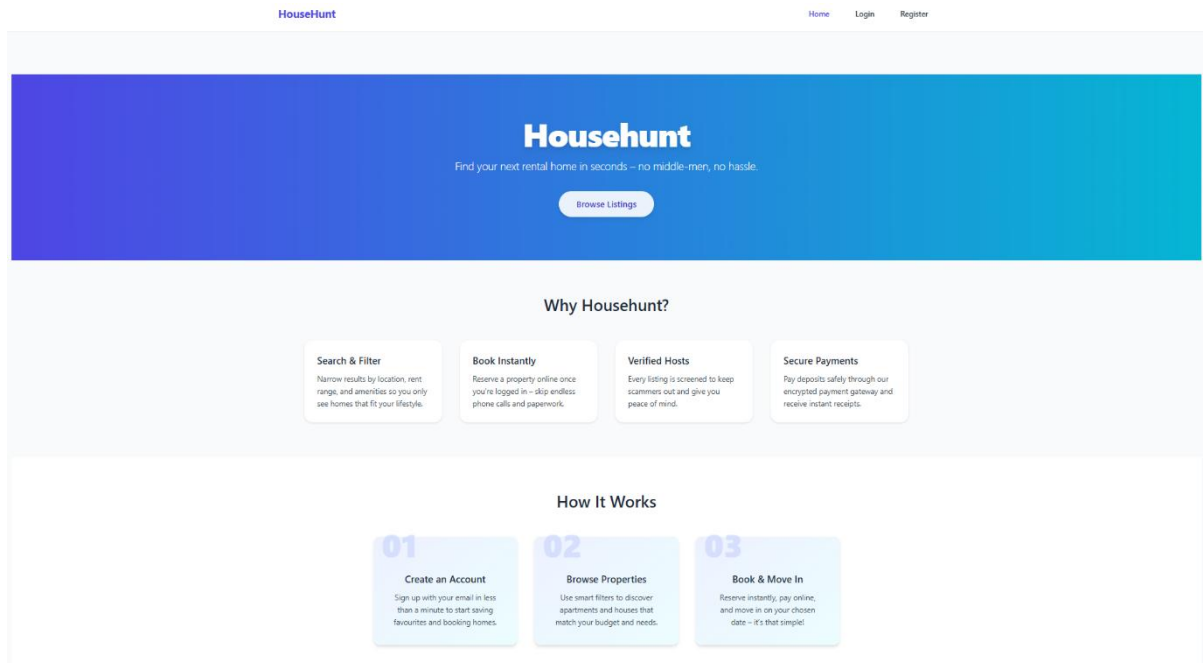 HouseHunt
Home
Login
Register
Househunt
Find your next rental home in seconds – no middle-men, no hassle.
Browse Listings
Why Househunt?
Search & Filter
Narrow results by location, rent
range, and amenities so you only
see homes that fit your lifestyle.
Book Instantly
Reserve a property online once
you're logged in – skip endless
phone calls and paperwork.
Verified Hosts
Every listing is screened to keep
scammers out and give you
peace of mind.
Secure Payments
Pay deposits safely through our
encrypted payment gateway and
receive instant receipts.
How It Works
01
Create an Account
Sign up with your email in less
than a minute to start saving
favourites and booking homes.
02
Browse Properties
Use smart filters to discover
apartments and houses that
match your budget and needs.
03
Book & Move In
Reserve instantly, pay online,
and move in on your chosen
date – it's that simple!